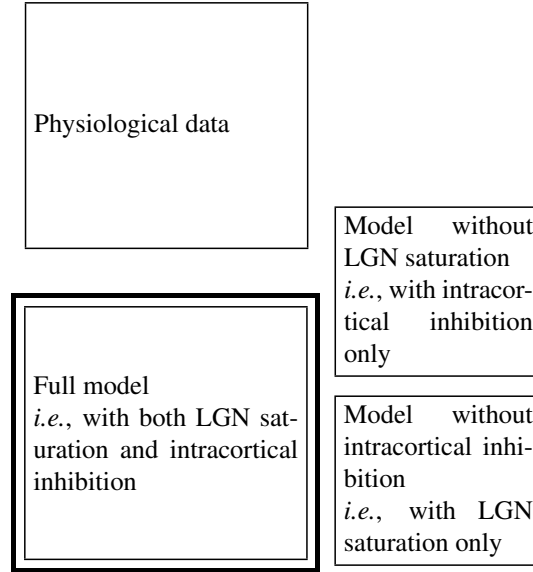 Physiological data
Model without
LGN saturation
i.e., with intracor-
tical inhibition
only
Full model
i.e., with both LGN sat-
uration and intracortical
inhibition
Model without
intracortical inhi-
bition
i.e., with LGN
saturation only